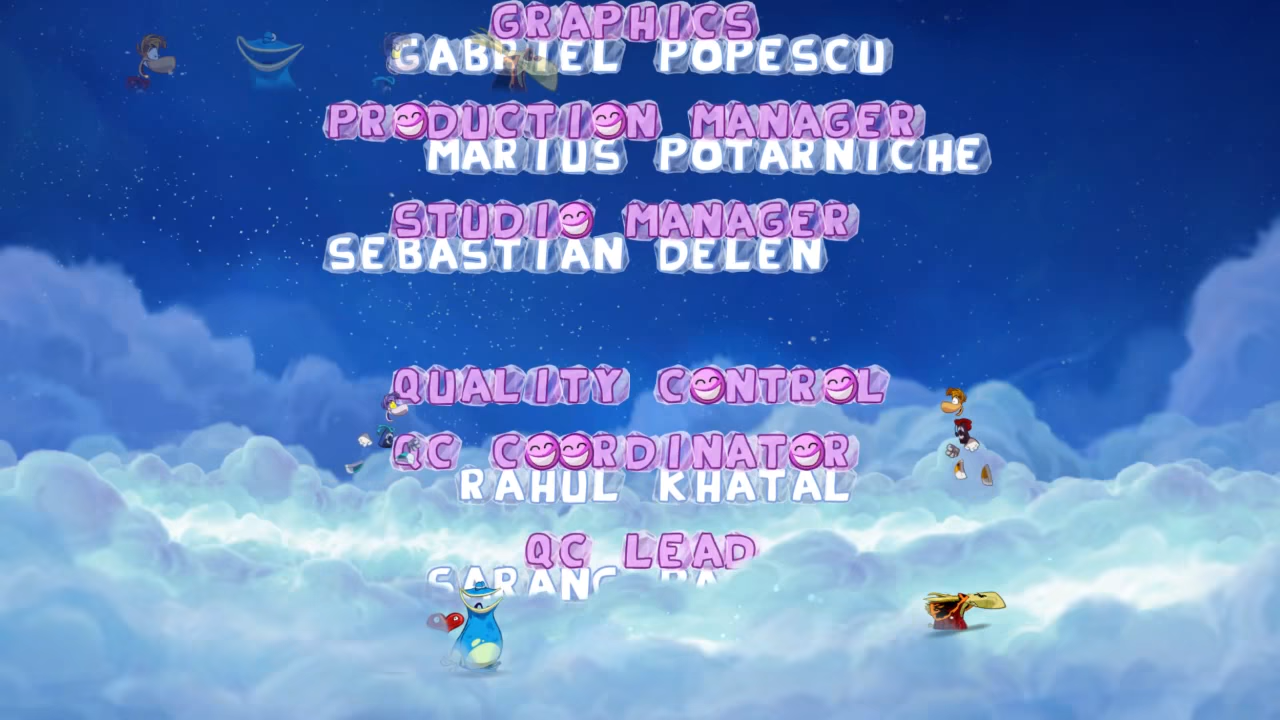 GRAPHICS
GABRIEL POPESCU
PRODUCTION MANAGER
MARIUS POTARNICHE
STUDIO MANAGER
SEBASTIAN DELEN
QUALITY CONTROL
QC COORDINATOR
RAHUL KHATAL
QC LEAD
SARANG